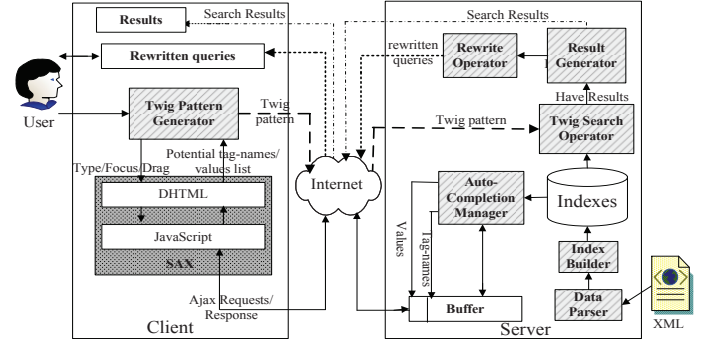 Results
Search Results
Rewritten queries
User
Twig Pattern
Generator
Twig
pattern
Type/Focus/Drag
Potential tag-names/
values list
DHTML
JavaScript
SAX
Ajax Requests/
Response
Client
Internet
Search Results
rewritten
queries
Rewrite
Operator
Result
Generator
Have Results
Twig pattern
Twig Search
Operator
Auto-
Completion
Manager
Indexes
Values
Tag-names
Index
Builder
Data
Parser
Buffer
Server
XML